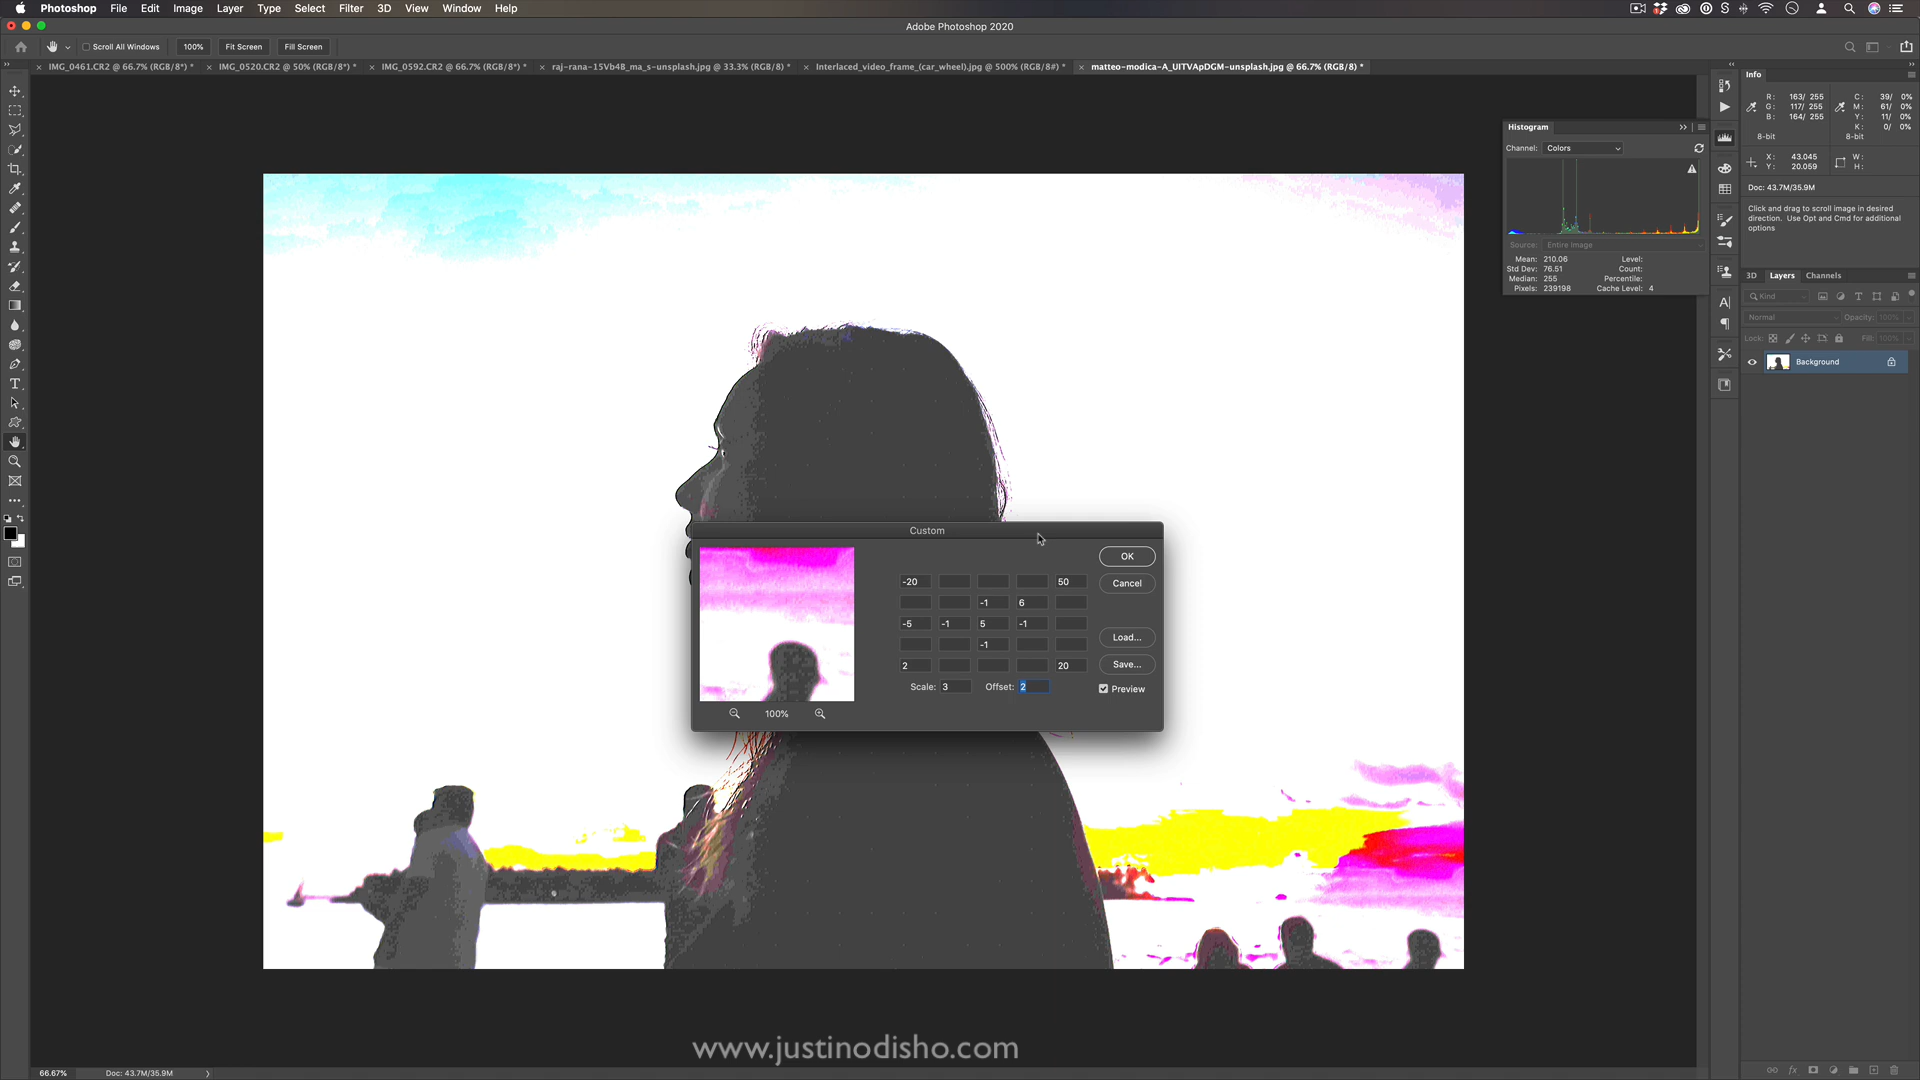 Photoshop File Edit Image Layer Type Select Filter 3D View Window Help
Adobe Photoshop 2020
Scroll All Windows 100% Fit Screen Fill Screen
IMG_0461.CR2 @ 66.7% (RGB/8*) * IMG_0520.CR2 @ 50% (RGB/8*) * IMG_0592.CR2 @ 66.7% (RGB/8*) * raj-rana-15Vb4B_ma_s-unsplash.jpg @ 33.3% (RGB/8) * Interlaced_video_frame_(car_wheel).jpg @ 500% (RGB/8#) * matteo-modica-A_UITVApDGM-unsplash.jpg @ 66.7% (RGB/8) *
Info
R: 163/ 255 C: 39/ 0%
G: 117/ 255 M: 61/ 0%
B: 164/ 255 Y: 11/ 0%
K: 0/ 0%
8-bit 8-bit
X: 43.045 W:
Y: 20.059 H:
Doc: 43.7M/35.9M
Click and drag to scroll image in desired
direction. Use Opt and Cmd for additional
options
Histogram
Channel: Colors
Source: Entire Image
Mean: 210.06 Level:
Std Dev: 76.51 Count:
Median: 255 Percentile:
Pixels: 239198 Cache Level: 4
3D Layers Channels
Kind
Normal Opacity: 100%
Lock: Fill: 100%
Background
Custom
OK
Cancel
-20 50
-1 6
-5 -1 5 -1
-1
2 20
Load...
Save...
Scale: 3 Offset: 2
Preview
100%
www.justinodisho.com
66.67% Doc: 43.7M/35.9M